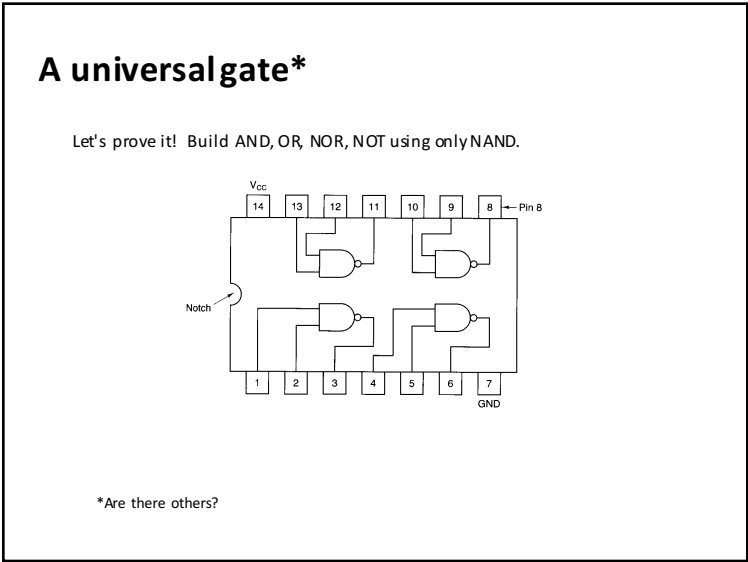 A universal gate*
Let's prove it! Build AND, OR, NOR, NOT using only NAND.
VCC
14 13 12 11 10 9 8 Pin 8
Notch
1 2 3 4 5 6 7
GND
*Are there others?